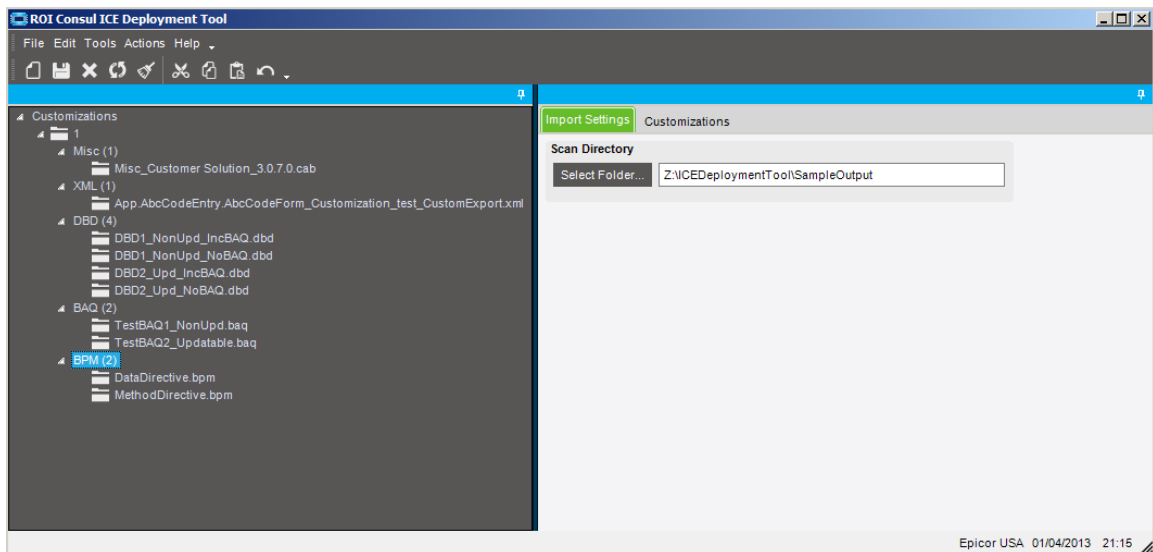 ROI Consul ICE Deployment Tool
File Edit Tools Actions Help
Customizations
1
Misc (1)
Misc_Customer Solution_3.0.7.0.cab
XML (1)
App.AbcCodeEntry.AbcCodeForm_Customization_test_CustomExport.xml
DBD (4)
DBD1_NonUpd_IncBAQ.dbd
DBD1_NonUpd_NoBAQ.dbd
DBD2_Upd_IncBAQ.dbd
DBD2_Upd_NoBAQ.dbd
BAQ (2)
TestBAQ1_NonUpd.baq
TestBAQ2_Updatable.baq
BPM (2)
DataDirective.bpm
MethodDirective.bpm
Import Settings Customizations
Scan Directory
Select Folder... Z:\ICEDeploymentTool\SampleOutput
Epicor USA 01/04/2013 21:15